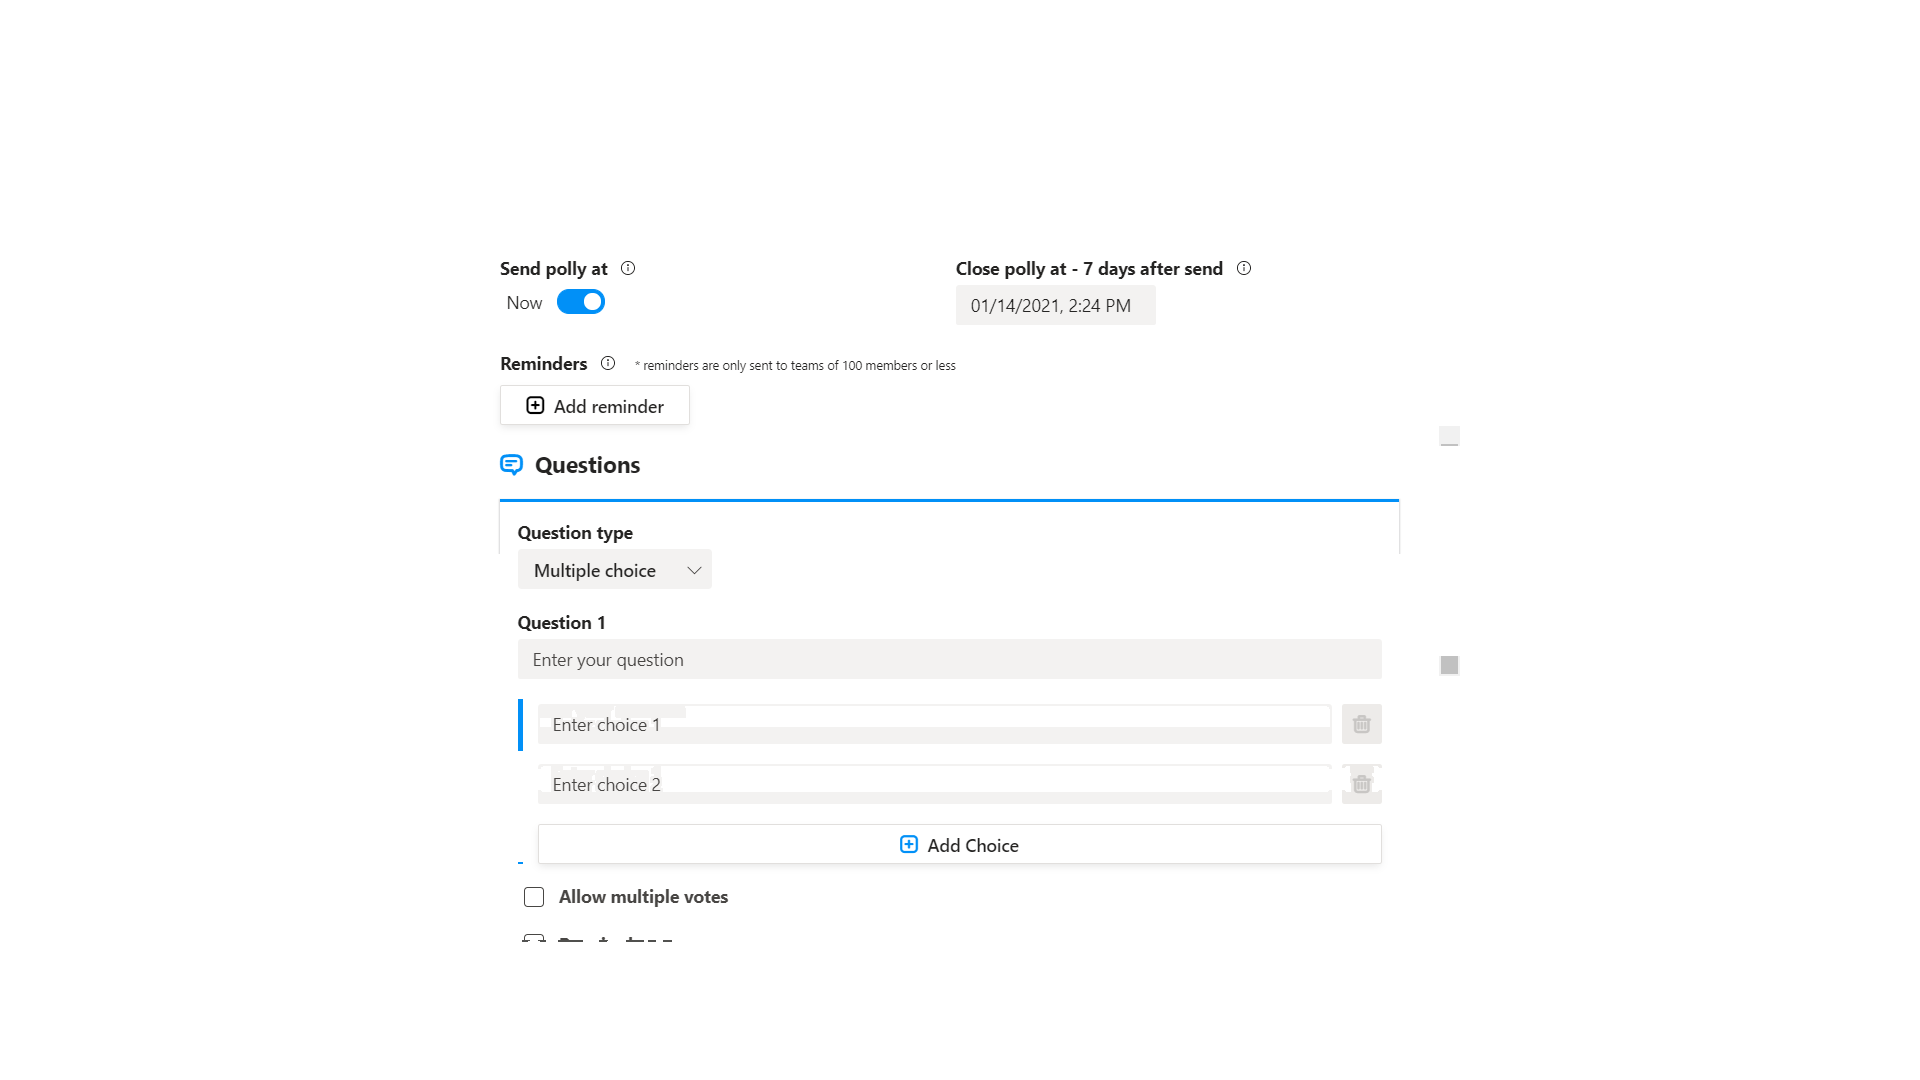 Send polly at
Close polly at - 7 days after send
Now
01/14/2021, 2:24 PM
Reminders
* reminders are only sent to teams of 100 members or less
Add reminder
Questions
Question type
Multiple choice
Question 1
Enter your question
Enter choice 1
Enter choice 2
Add Choice
Allow multiple votes